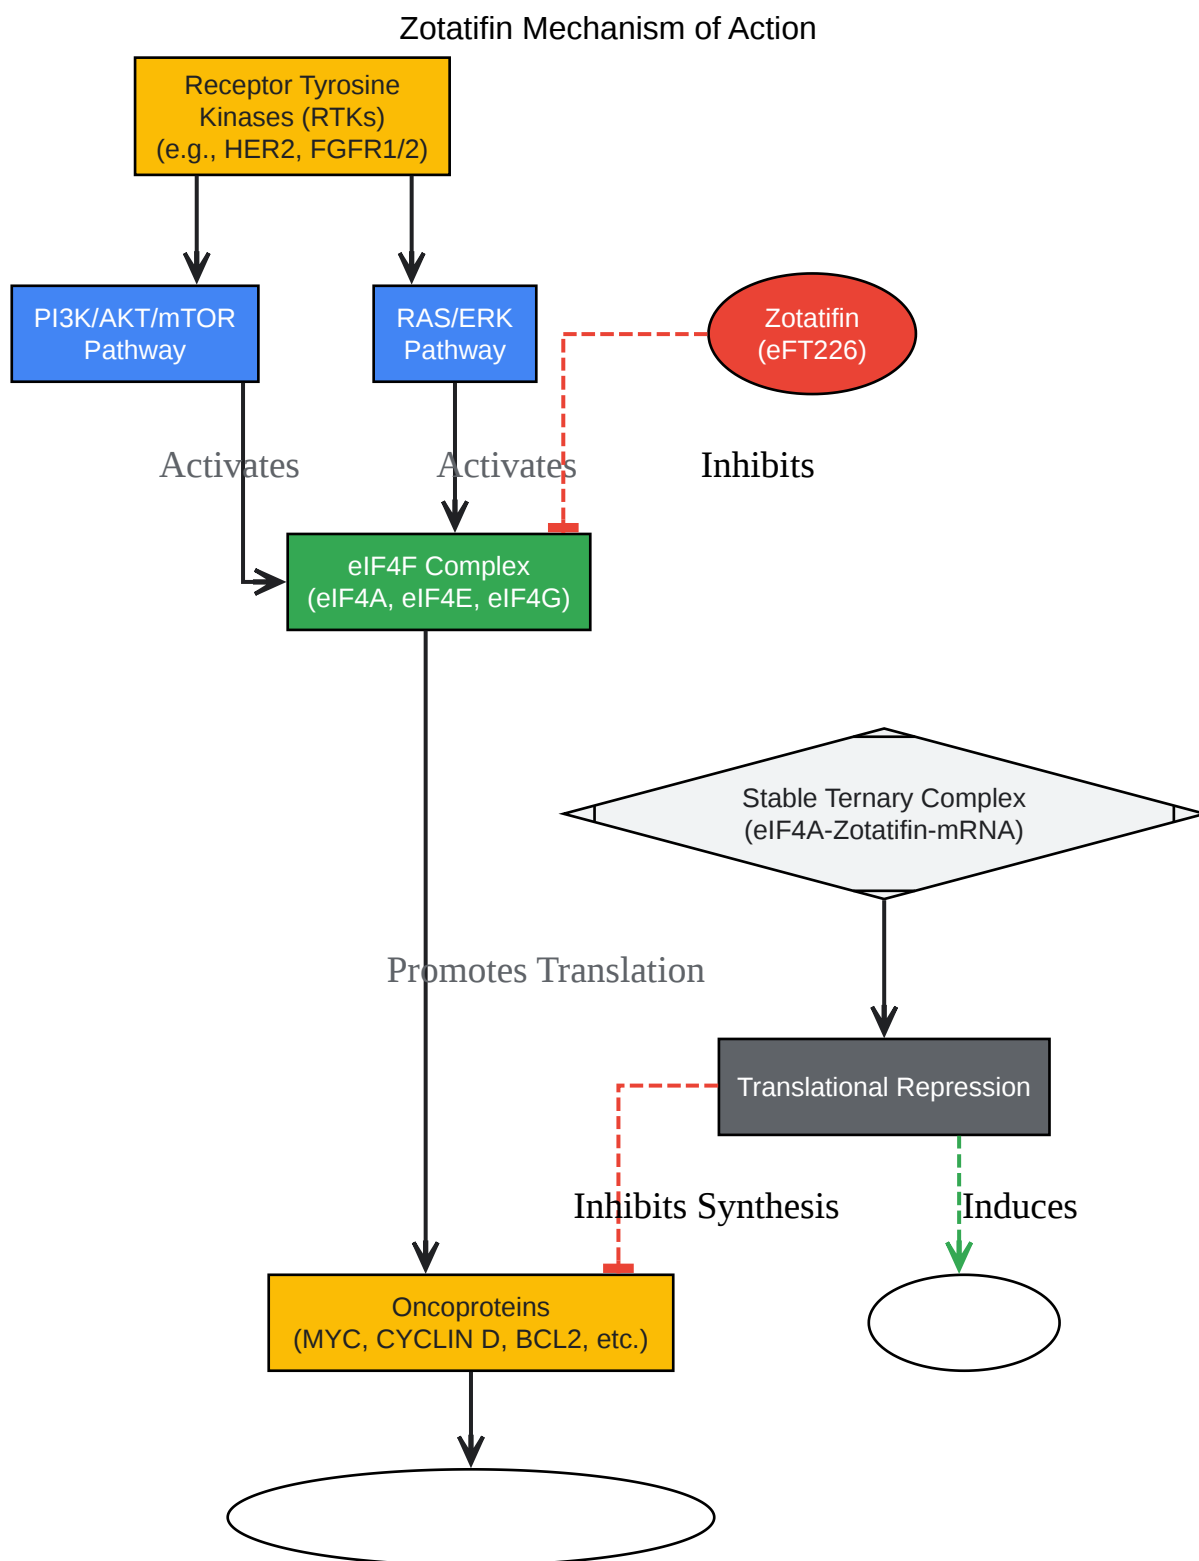 Zotatifin Mechanism of Action
Receptor Tyrosine
Kinases (RTKs)
(e.g., HER2, FGFR1/2)
PI3K/AKT/mTOR
Pathway
RAS/ERK
Pathway
Zotatifin
(eFT226)
Activates
Activates
Inhibits
eIF4F Complex
(eIF4A, eIF4E, eIF4G)
Stable Ternary Complex
(eIF4A-Zotatifin-mRNA)
Promotes Translation
Translational Repression
Inhibits Synthesis
Induces
Oncoproteins
(MYC, CYCLIN D, BCL2, etc.)